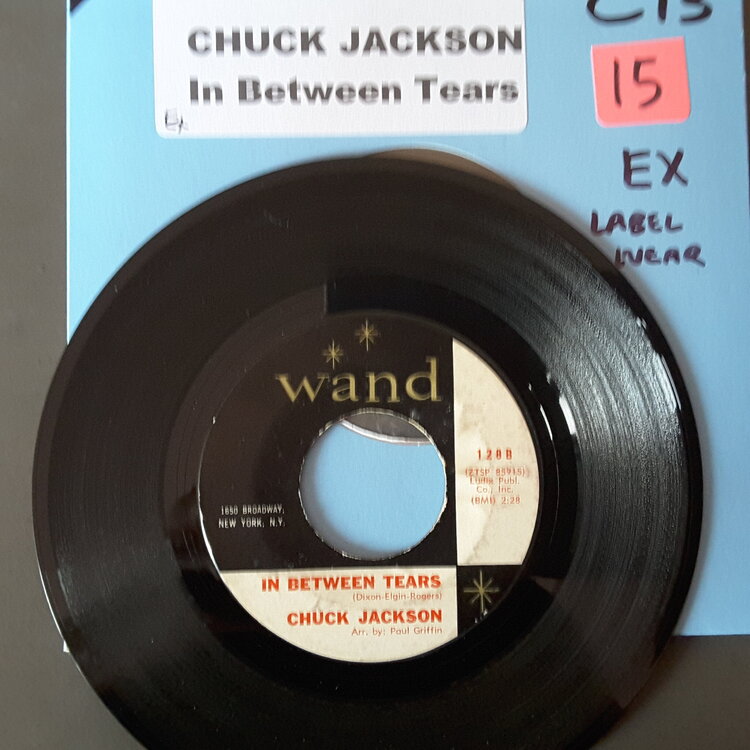 CHUCK JACKSON
In Between Tears
Ex
15
EX
LABEL
WEAR
wand
128B
(ZTSP 85915)
Ludix Publ.
Co., Inc.
(BMI) 2:28
1650 BROADWAY,
NEW YORK, N.Y.
IN BETWEEN TEARS
(Dixon-Elgin-Rogers)
CHUCK JACKSON
Arr. by: Paul Griffin